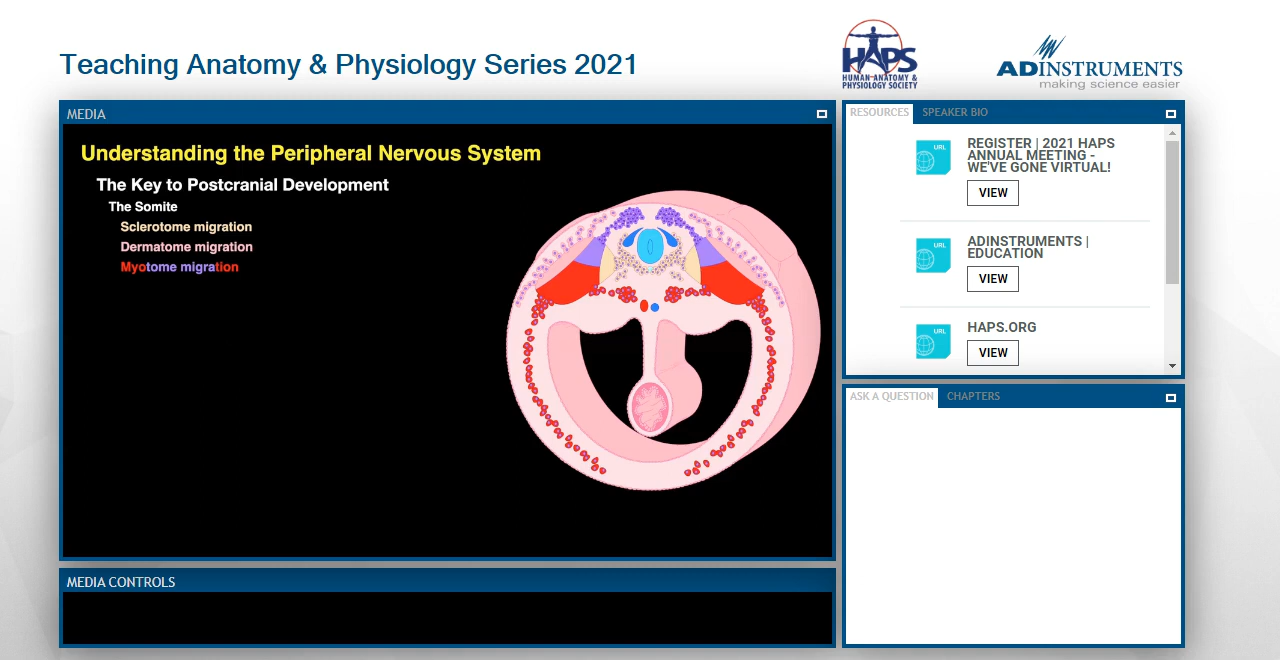 Teaching Anatomy & Physiology Series 2021
HAPS
HUMAN ANATOMY &
PHYSIOLOGY SOCIETY
ADINSTRUMENTS
making science easier
MEDIA
Understanding the Peripheral Nervous System
The Key to Postcranial Development
The Somite
Sclerotome migration
Dermatome migration
Myotome migration
MEDIA CONTROLS
RESOURCES
SPEAKER BIO
URL
REGISTER | 2021 HAPS
ANNUAL MEETING -
WE'VE GONE VIRTUAL!
VIEW
URL
ADINSTRUMENTS |
EDUCATION
VIEW
URL
HAPS.ORG
VIEW
ASK A QUESTION
CHAPTERS